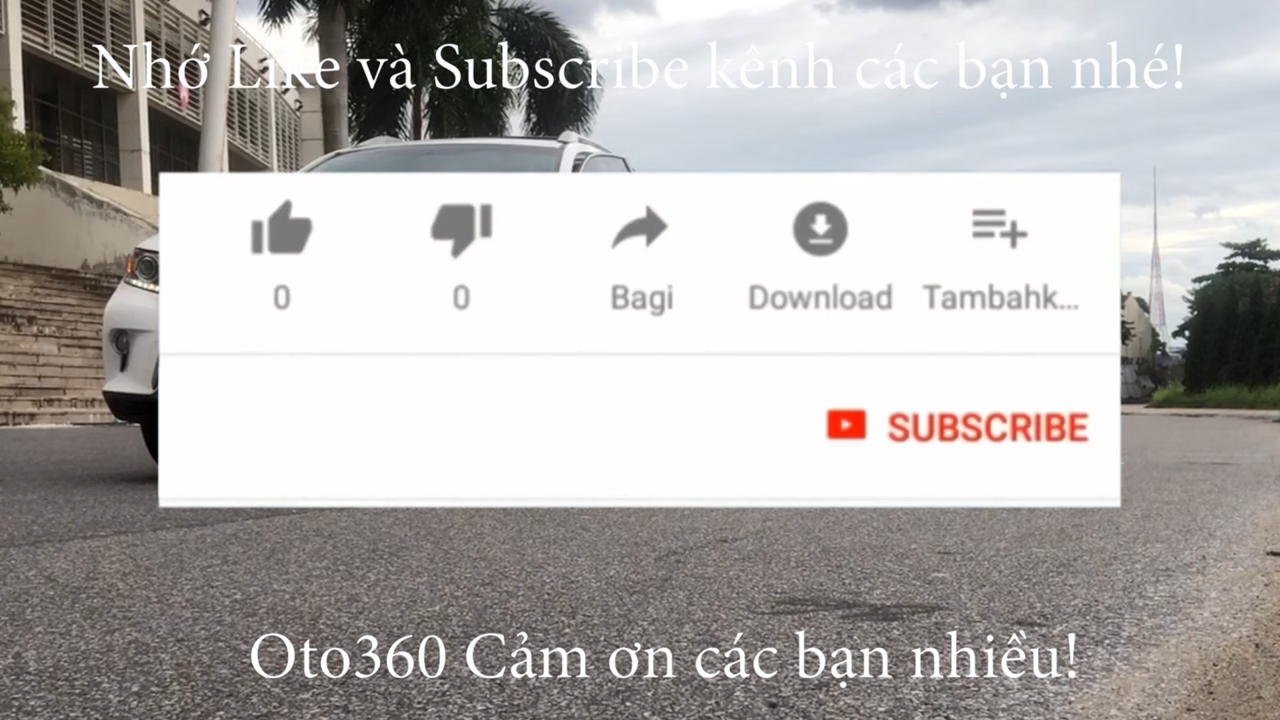 Nhớ Like và Subscribe kênh các bạn nhé!
0 0 Bagi Download Tambahk...
SUBSCRIBE
Oto360 Cảm ơn các bạn nhiều!